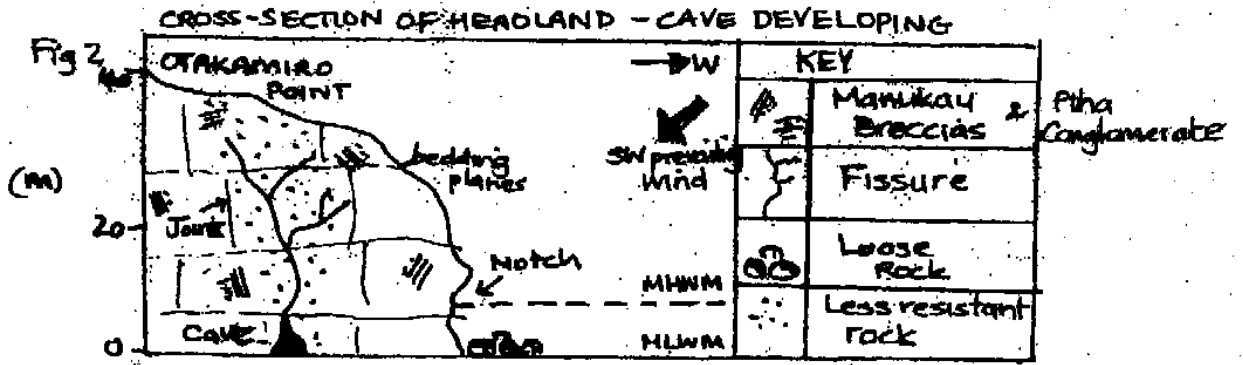 CROSS-SECTION OF HEADLAND - CAVE DEVELOPING
Fig 2
40
OTAKAMIRO
POINT
W
KEY
Manukau
Breccias
& Piha
Conglomerate
bedding
planes
SW prevailing
Wind
Fissure
(m)
20
Joint
Notch
Loose
Rock
MHWM
Less resistant
rock
Cave
0
MLWM